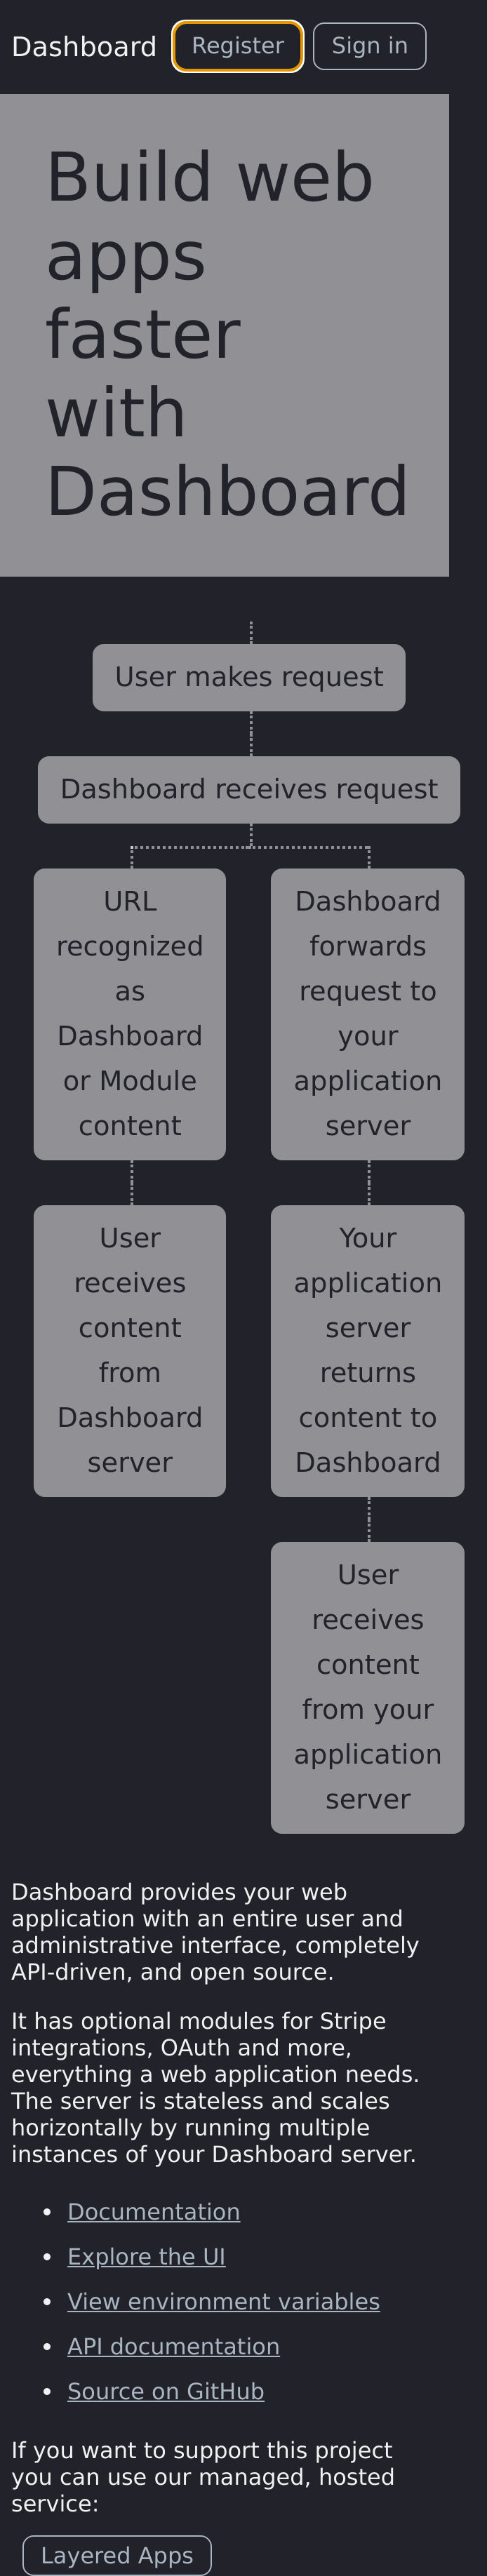 Dashboard Register Sign in
Build web
apps
faster
with
Dashboard
User makes request
Dashboard receives request
URL
recognized
as
Dashboard
or Module
content
Dashboard
forwards
request to
your
application
server
User
receives
content
from
Dashboard
server
Your
application
server
returns
content to
Dashboard
User
receives
content
from your
application
server
Dashboard provides your web
application with an entire user and
administrative interface, completely
API-driven, and open source.
It has optional modules for Stripe
integrations, OAuth and more,
everything a web application needs.
The server is stateless and scales
horizontally by running multiple
instances of your Dashboard server.
• Documentation
• Explore the UI
• View environment variables
• API documentation
• Source on GitHub
If you want to support this project
you can use our managed, hosted
service:
Layered Apps